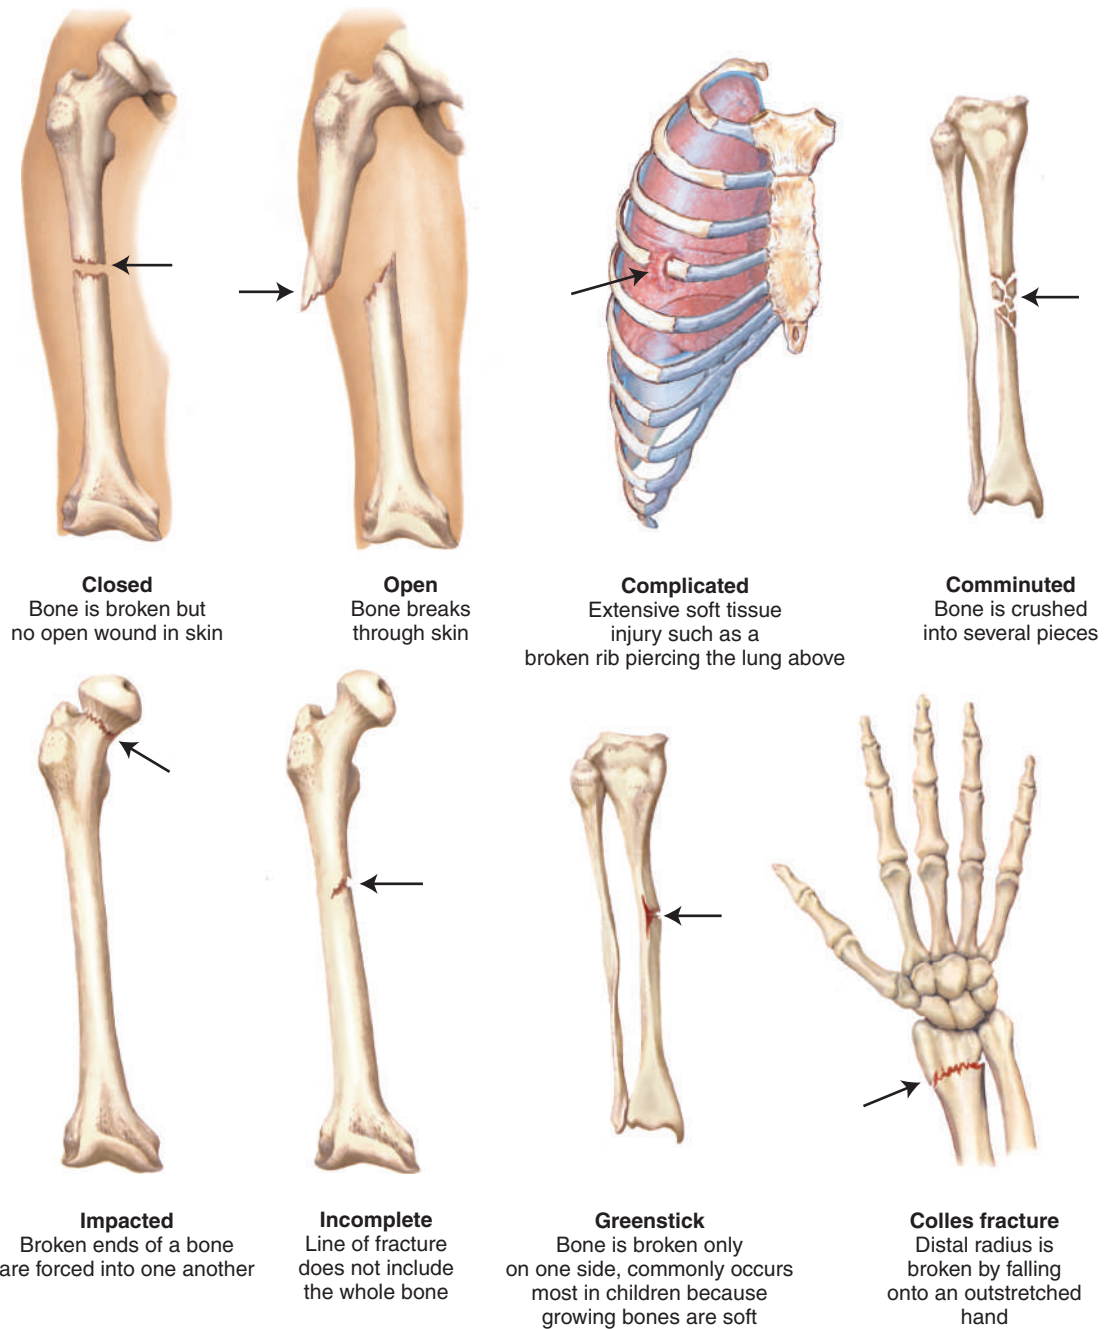 Closed
Bone is broken but
no open wound in skin
Open
Bone breaks
through skin
Complicated
Extensive soft tissue
injury such as a
broken rib piercing the lung above
Comminuted
Bone is crushed
into several pieces
Impacted
Broken ends of a bone
are forced into one another
Incomplete
Line of fracture
does not include
the whole bone
Greenstick
Bone is broken only
on one side, commonly occurs
most in children because
growing bones are soft
Colles fracture
Distal radius is
broken by falling
onto an outstretched
hand